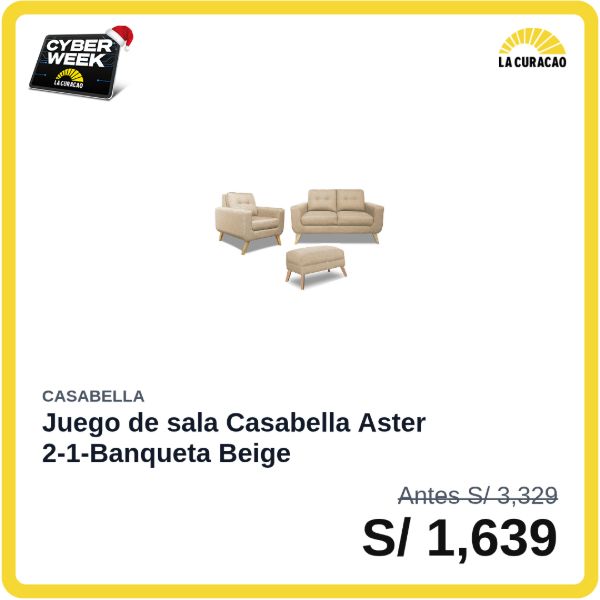 CYBER
WEEK
LA CURACAO
LA CURACAO
CASABELLA
Juego de sala Casabella Aster
2-1-Banqueta Beige
Antes S/ 3,329
S/ 1,639